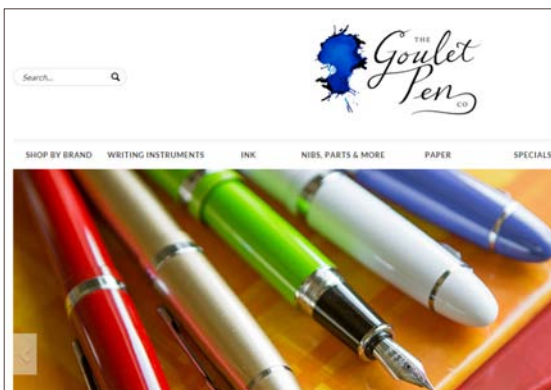 THE
Goulet
Pen
CO
Search...
SHOP BY BRAND WRITING INSTRUMENTS INK NIBS, PARTS & MORE PAPER SPECIALS